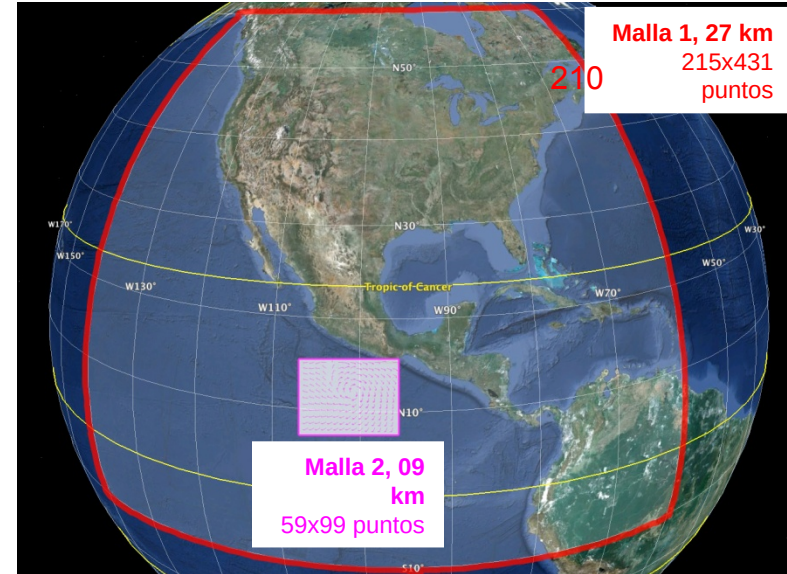 Malla 1, 27 km
215x431
puntos
210
N50°
N30°
W170°
W150°
W130°
W110°
Tropic of Cancer
W90°
W70°
W50°
W30°
N10°
Malla 2, 09
km
59x99 puntos
S10°